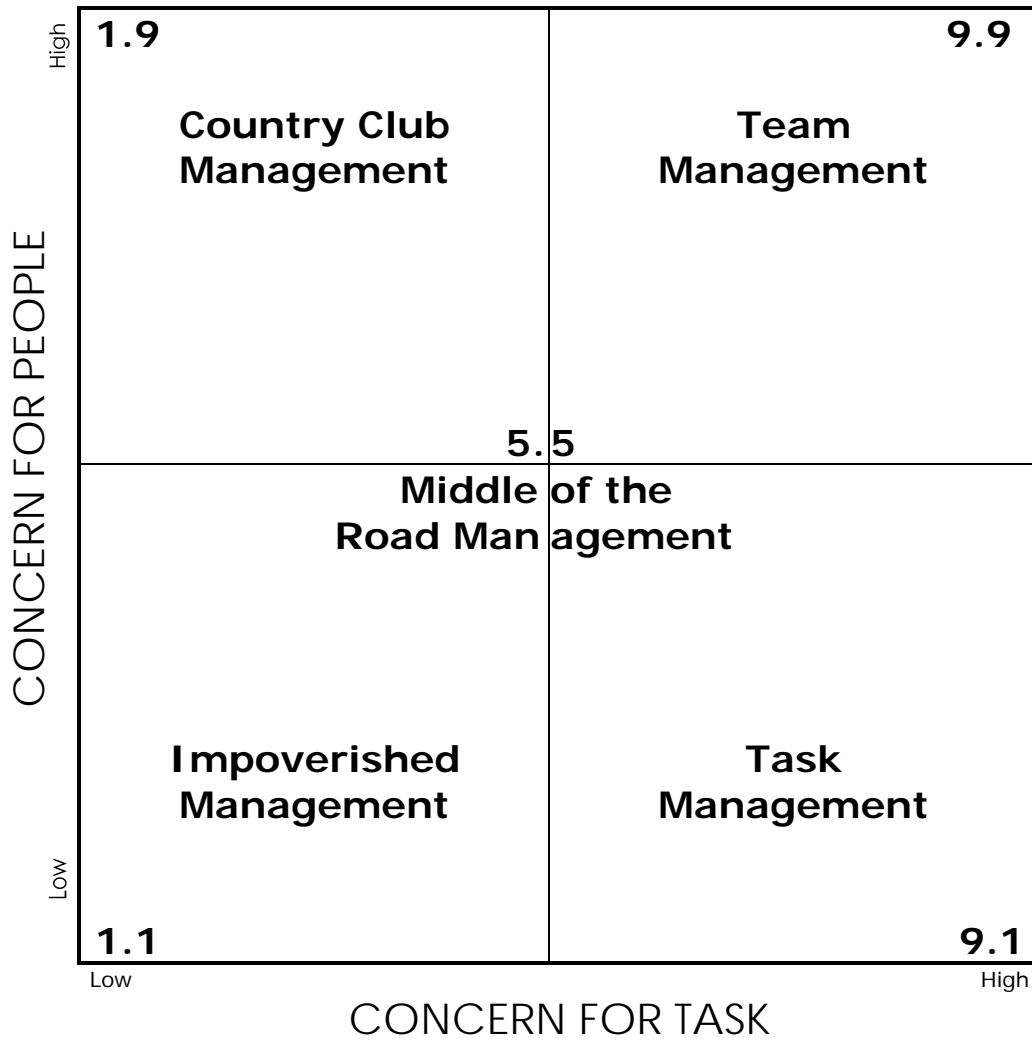 High
1.9
9.9
Country Club
Management
Team
Management
CONCERN FOR PEOPLE
5.5
Middle of the
Road Management
Impoverished
Management
Task
Management
Low
1.1
9.1
Low
High
CONCERN FOR TASK